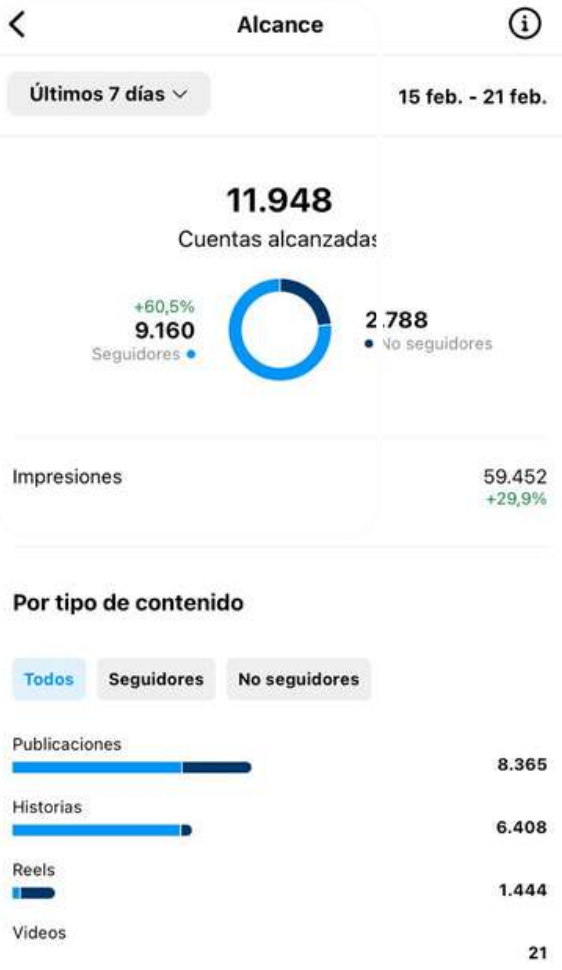 Alcance
Últimos 7 días
15 feb. - 21 feb.
11.948
Cuentas alcanzadas
+60,5%
9.160
Seguidores
2.788
No seguidores
Impresiones
59.452
+29,9%
Por tipo de contenido
Todos Seguidores No seguidores
Publicaciones
8.365
Historias
6.408
Reels
1.444
Videos
21